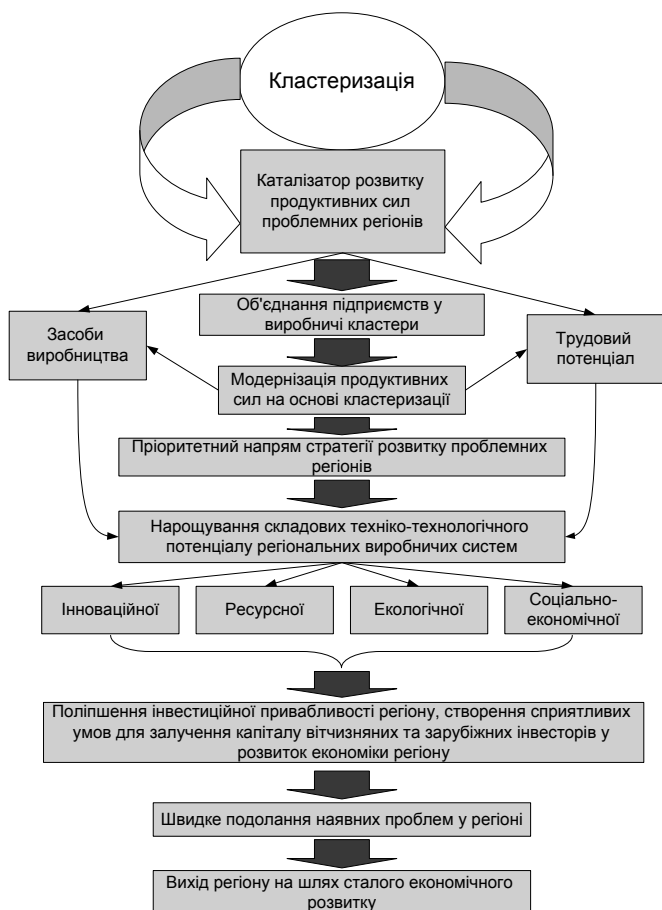 Кластеризація
Каталізатор розвитку
продуктивних сил
проблемних регіонів
Об'єднання підприємств у
виробничі кластери
Засоби
виробництва
Трудовий
потенціал
Модернізація продуктивних
сил на основі кластеризації
Пріоритетний напрям стратегії розвитку проблемних
регіонів
Нарощування складових техніко-технологічного
потенціалу регіональних виробничих систем
Інноваційної
Ресурсної
Екологічної
Соціально-
економічної
Поліпшення інвестиційної привабливості регіону, створення сприятливих
умов для залучення капіталу вітчизняних та зарубіжних інвесторів у
розвиток економіки регіону
Швидке подолання наявних проблем у регіоні
Вихід регіону на шлях сталого економічного
розвитку